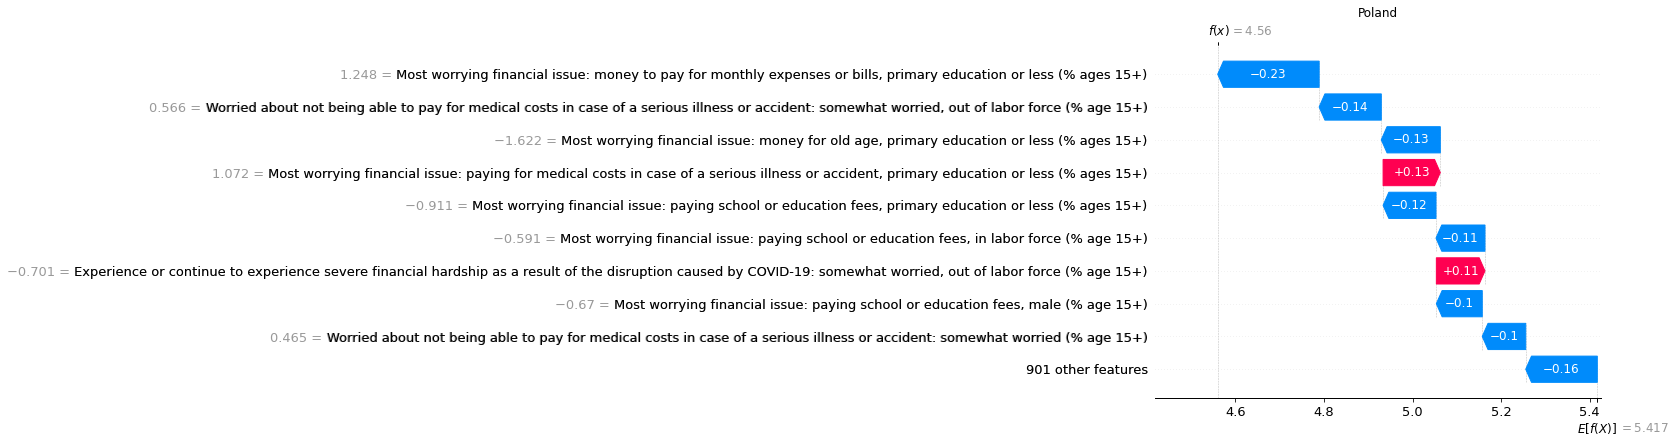 Poland
f(x) = 4.56
1.248 = Most worrying financial issue: money to pay for monthly expenses or bills, primary education or less (% ages 15+)
−0.23
0.566 = Worried about not being able to pay for medical costs in case of a serious illness or accident: somewhat worried, out of labor force (% age 15+)
−0.14
−1.622 = Most worrying financial issue: money for old age, primary education or less (% ages 15+)
−0.13
1.072 = Most worrying financial issue: paying for medical costs in case of a serious illness or accident, primary education or less (% ages 15+)
+0.13
−0.911 = Most worrying financial issue: paying school or education fees, primary education or less (% ages 15+)
−0.12
−0.591 = Most worrying financial issue: paying school or education fees, in labor force (% age 15+)
−0.11
−0.701 = Experience or continue to experience severe financial hardship as a result of the disruption caused by COVID-19: somewhat worried, out of labor force (% age 15+)
+0.11
−0.67 = Most worrying financial issue: paying school or education fees, male (% age 15+)
−0.1
0.465 = Worried about not being able to pay for medical costs in case of a serious illness or accident: somewhat worried (% age 15+)
−0.1
901 other features
−0.16
4.6 4.8 5.0 5.2 5.4
E[f(X)] = 5.417